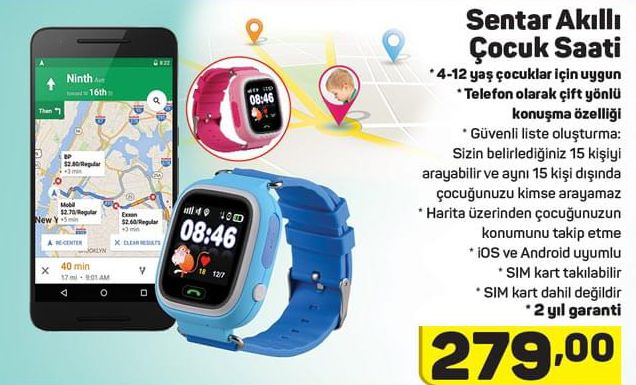 8:22
Ninth Ave
toward 16th St
Then
BP
$2.80/Regular
+3 min
Mobil
$2.70/Regular
+5 min
Exxon
$2.60/Regular
+3 min
New Y
BROOKLYN
RE-CENTER
CLEAR RESULTS
40 min
17 mi · 9:01 AM
08:46
08:46
168
12/7
Sentar Akıllı
Çocuk Saati
* 4-12 yaş çocuklar için uygun
* Telefon olarak çift yönlü
konuşma özelliği
* Güvenli liste oluşturma:
Sizin belirlediğiniz 15 kişiyi
arayabilir ve aynı 15 kişi dışında
çocuğunuzu kimse arayamaz
* Harita üzerinden çocuğunuzun
konumunu takip etme
* iOS ve Android uyumlu
* SIM kart takılabilir
* SIM kart dahil değildir
* 2 yıl garanti
279,00